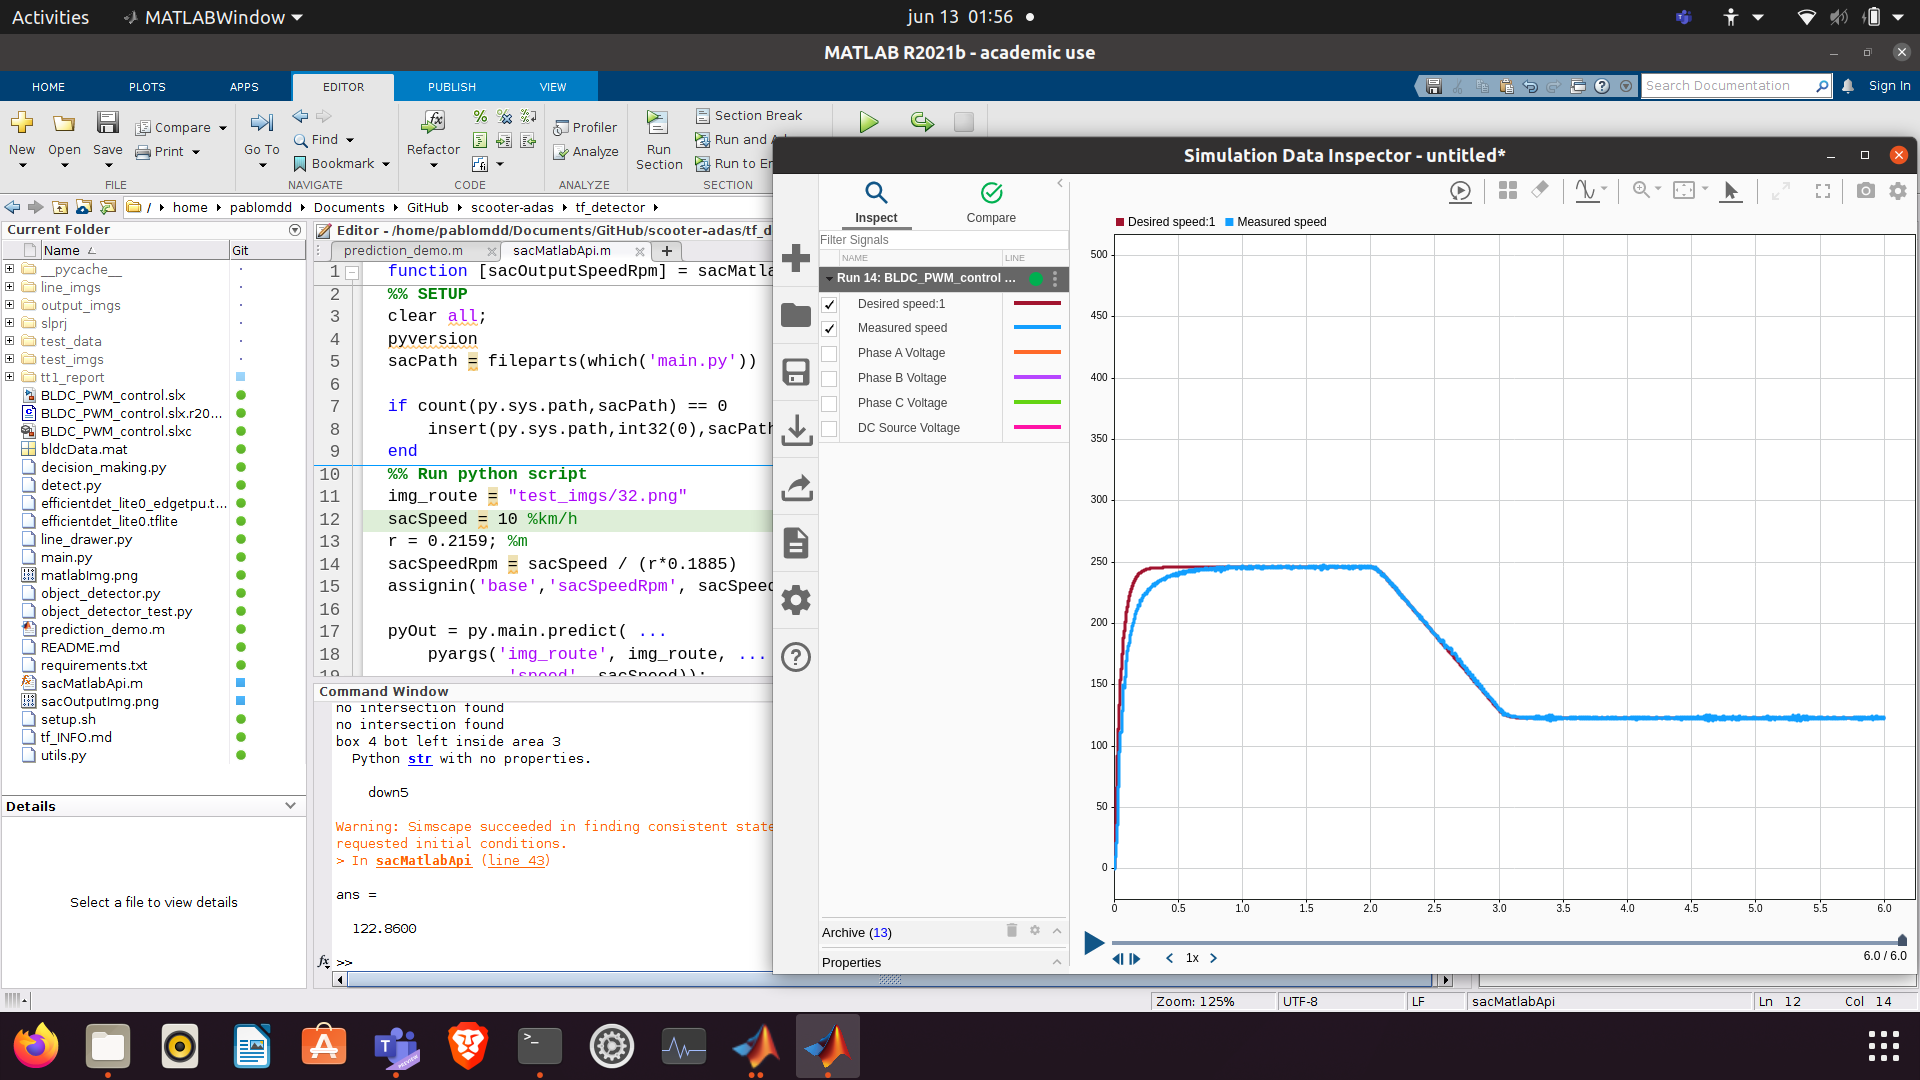 Activities
MATLABWindow
jun 13 01:56
MATLAB R2021b - academic use
HOME
PLOTS
APPS
EDITOR
PUBLISH
VIEW
Search Documentation
Sign In
New
Open
Save
Compare
Print
FILE
Go To
Find
Bookmark
NAVIGATE
Refactor
CODE
Profiler
Analyze
ANALYZE
Run Section
Section Break
Run and A
Run to En
SECTION
/ home pablomdd Documents GitHub scooter-adas tf_detector
Current Folder
Name
Git
__pycache__
line_imgs
output_imgs
slprj
test_data
test_imgs
tt1_report
BLDC_PWM_control.slx
BLDC_PWM_control.slx.r20...
BLDC_PWM_control.slxc
bldcData.mat
decision_making.py
detect.py
efficientdet_lite0_edgetpu.t...
efficientdet_lite0.tflite
line_drawer.py
main.py
matlabImg.png
object_detector.py
object_detector_test.py
prediction_demo.m
README.md
requirements.txt
sacMatlabApi.m
sacOutputImg.png
setup.sh
tf_INFO.md
utils.py
Details
Select a file to view details
Editor - /home/pablomdd/Documents/GitHub/scooter-adas/tf_d
prediction_demo.m
sacMatlabApi.m
1 function [sacOutputSpeedRpm] = sacMatla
2 %% SETUP
3 clear all;
4 pyversion
5 sacPath = fileparts(which('main.py'))
6
7 if count(py.sys.path,sacPath) == 0
8 insert(py.sys.path,int32(0),sacPath
9 end
10 %% Run python script
11 img_route = "test_imgs/32.png"
12 sacSpeed = 10 %km/h
13 r = 0.2159; %m
14 sacSpeedRpm = sacSpeed / (r*0.1885)
15 assignin('base','sacSpeedRpm', sacSpeed
16
17 pyOut = py.main.predict( ...
18 pyargs('img_route', img_route, ...
19 'speed', sacSpeed));
Command Window
no intersection found
no intersection found
box 4 bot left inside area 3
Python str with no properties.
down5
Warning: Simscape succeeded in finding consistent state
requested initial conditions.
> In sacMatlabApi (line 43)
ans =
122.8600
fx >>
Simulation Data Inspector - untitled*
Inspect
Compare
Filter Signals
NAME
LINE
Run 14: BLDC_PWM_control ...
Desired speed:1
Measured speed
Phase A Voltage
Phase B Voltage
Phase C Voltage
DC Source Voltage
Archive (13)
Properties
Desired speed:1 Measured speed
500
450
400
350
300
250
200
150
100
50
0
0 0.5 1.0 1.5 2.0 2.5 3.0 3.5 4.0 4.5 5.0 5.5 6.0
1x
6.0 / 6.0
Zoom: 125%
UTF-8
LF
sacMatlabApi
Ln 12 Col 14